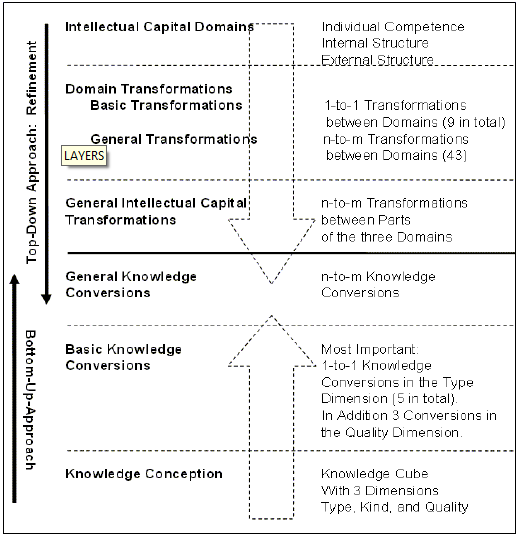 Top-Down Approach: Refinement
Bottom-Up-Approach
Intellectual Capital Domains
Individual Competence
Internal Structure
External Structure
Domain Transformations
Basic Transformations
1-to-1 Transformations
between Domains (9 in total)
General Transformations
n-to-m Transformations
between Domains (43)
LAYERS
General Intellectual Capital
Transformations
n-to-m Transformations
between Parts
of the three Domains
General Knowledge
Conversions
n-to-m Knowledge
Conversions
Basic Knowledge
Conversions
Most Important:
1-to-1 Knowledge
Conversions in the Type
Dimension (5 in total).
In Addition 3 Conversions in
the Quality Dimension.
Knowledge Conception
Knowledge Cube
With 3 Dimensions
Type, Kind, and Quality